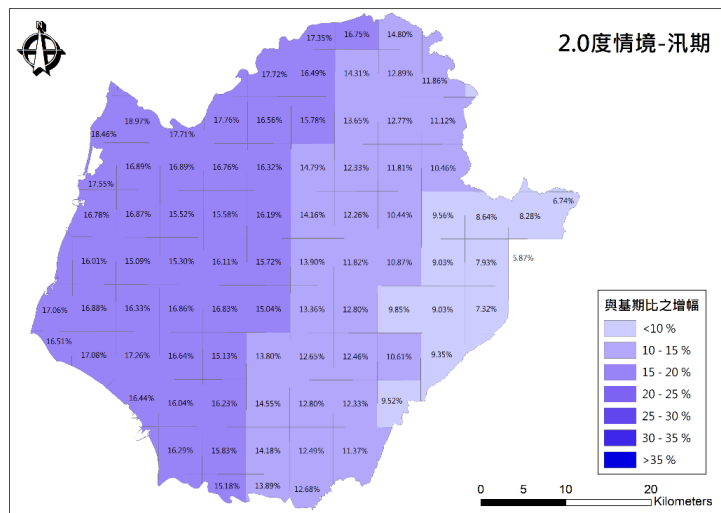 N
2.0度情境-汛期
17.35% 16.75% 14.80%
17.72% 16.49% 14.31% 12.89% 11.86%
18.46% 18.97% 17.71% 17.76% 16.56% 15.78% 13.65% 12.77% 11.12%
17.55% 16.89% 16.89% 16.76% 16.32% 14.79% 12.33% 11.81% 10.46%
16.78% 16.87% 15.52% 15.58% 16.19% 14.16% 12.26% 10.44% 9.56% 8.64% 8.28% 6.74%
16.01% 15.09% 15.30% 16.11% 15.72% 13.90% 11.82% 10.87% 9.03% 7.93% 5.87%
17.06% 16.88% 16.33% 16.86% 16.83% 15.04% 13.36% 12.80% 9.85% 9.03% 7.32%
16.51% 17.08% 17.26% 16.64% 15.13% 13.80% 12.65% 12.46% 10.61% 9.35%
16.44% 16.04% 16.23% 14.55% 12.80% 12.33% 9.52%
16.29% 15.83% 14.18% 12.49% 11.37%
15.18% 13.89% 12.68%
與基期比之增幅
<10 %
10 - 15 %
15 - 20 %
20 - 25 %
25 - 30 %
30 - 35 %
>35 %
0 5 10 20
Kilometers